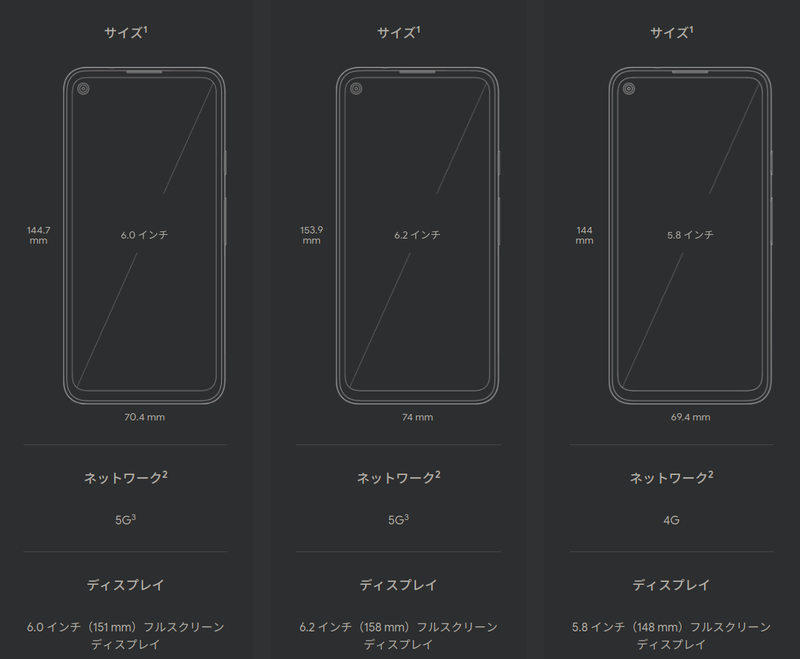 サイズ¹
144.7
mm
6.0 インチ
70.4 mm
ネットワーク²
5G³
ディスプレイ
6.0 インチ（151 mm）フルスクリーン
ディスプレイ
サイズ¹
153.9
mm
6.2 インチ
74 mm
ネットワーク²
5G³
ディスプレイ
6.2 インチ（158 mm）フルスクリーン
ディスプレイ
サイズ¹
144
mm
5.8 インチ
69.4 mm
ネットワーク²
4G
ディスプレイ
5.8 インチ（148 mm）フルスクリーン
ディスプレイ